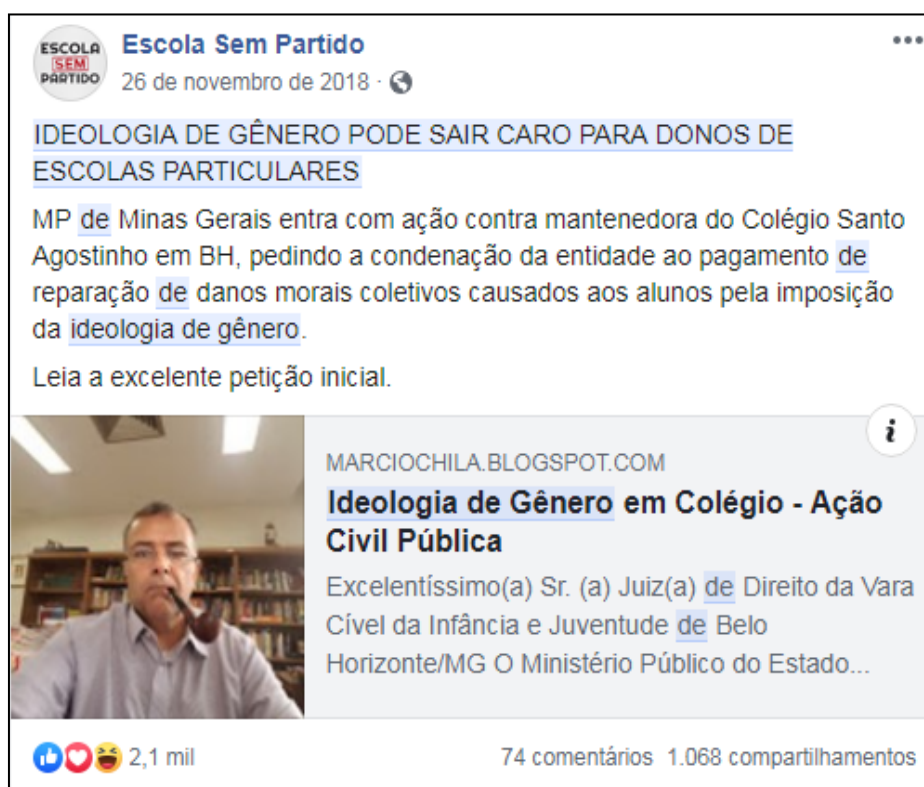 ESCOLA
SEM
PARTIDO
Escola Sem Partido
26 de novembro de 2018 ·
IDEOLOGIA DE GÊNERO PODE SAIR CARO PARA DONOS DE
ESCOLAS PARTICULARES
MP de Minas Gerais entra com ação contra mantenedora do Colégio Santo
Agostinho em BH, pedindo a condenação da entidade ao pagamento de
reparação de danos morais coletivos causados aos alunos pela imposição
da ideologia de gênero.
Leia a excelente petição inicial.
MARCIOCHILA.BLOGSPOT.COM
Ideologia de Gênero em Colégio - Ação
Civil Pública
Excelentíssimo(a) Sr. (a) Juiz(a) de Direito da Vara
Cível da Infância e Juventude de Belo
Horizonte/MG O Ministério Público do Estado...
2,1 mil
74 comentários 1.068 compartilhamentos